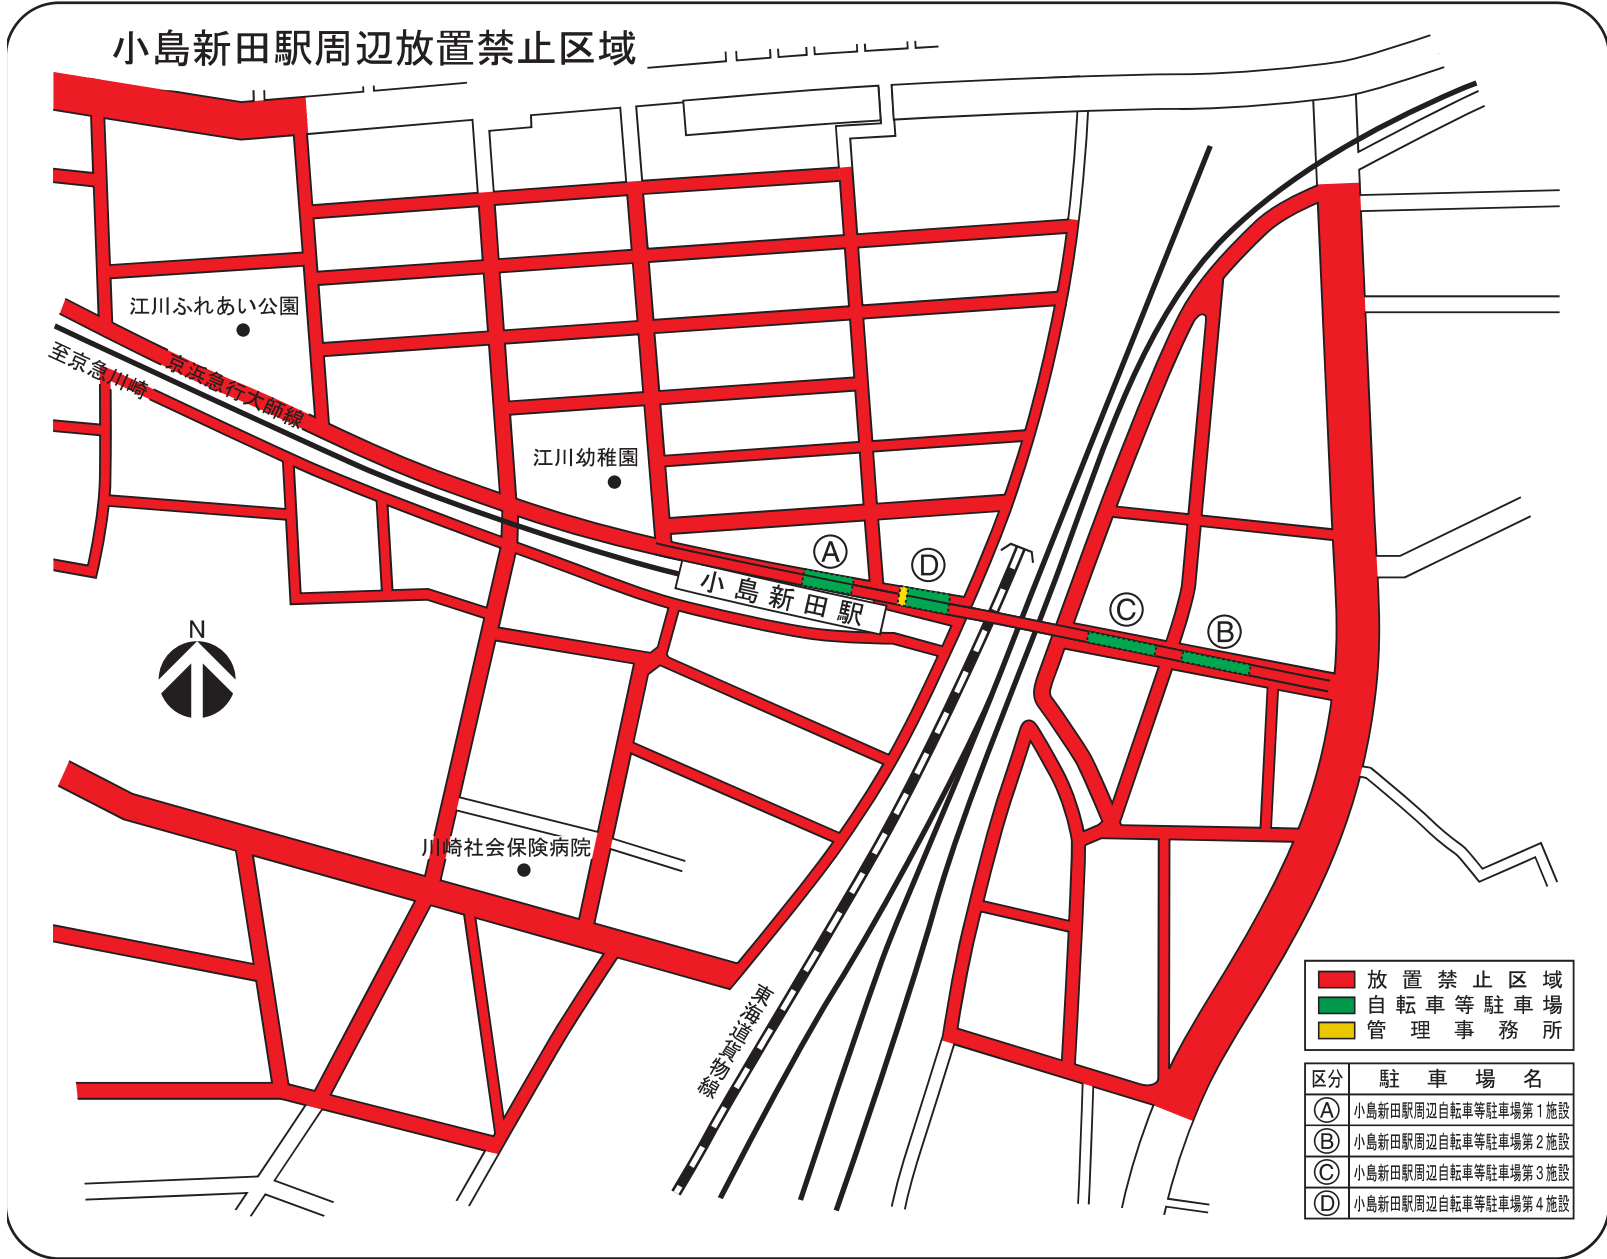 小島新田駅周辺放置禁止区域
江川ふれあい公園
京浜急行大師線
至京急川崎
江川幼稚園
A
D
小島新田駅
C
B
N
川崎社会保険病院
東海道貨物線
放置禁止区域
自転車等駐車場
管理事務所
区分 駐車場名
A 小島新田駅周辺自転車等駐車場第1施設
B 小島新田駅周辺自転車等駐車場第2施設
C 小島新田駅周辺自転車等駐車場第3施設
D 小島新田駅周辺自転車等駐車場第4施設